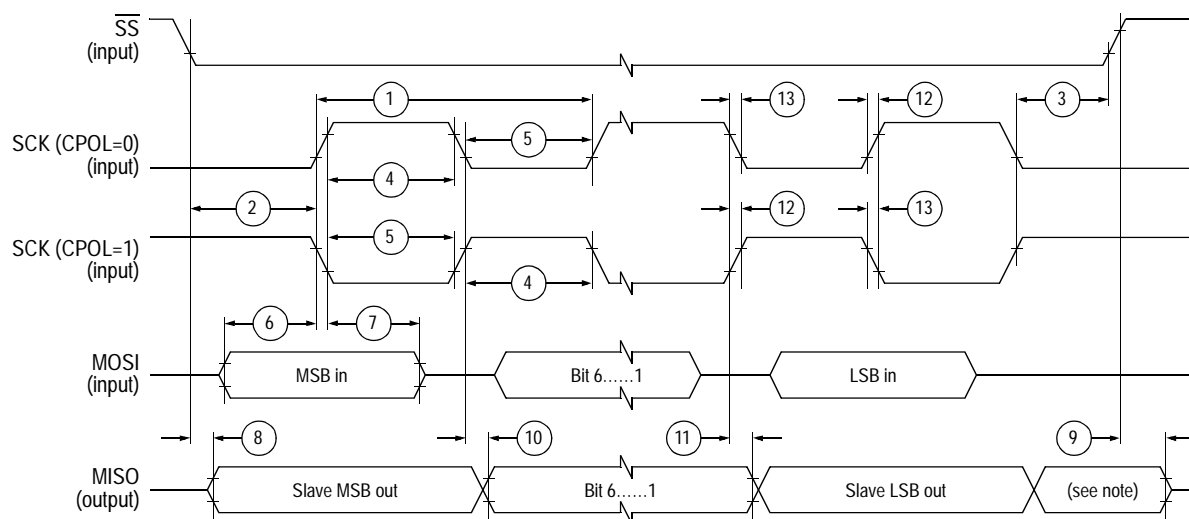 SS
(input)
1
13
12
3
SCK (CPOL=0)
(input)
5
4
2
12
13
SCK (CPOL=1)
(input)
5
4
6
7
MOSI
(input)
MSB in
Bit 6......1
LSB in
8
10
11
9
MISO
(output)
Slave MSB out
Bit 6......1
Slave LSB out
(see note)